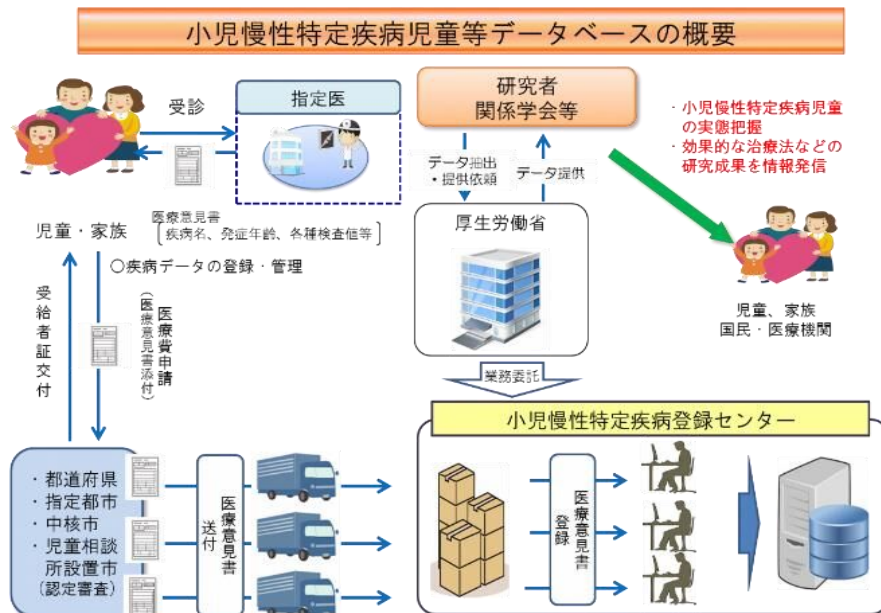 小児慢性特定疾病児童等データベースの概要
受診
指定医
研究者
関係学会等
・小児慢性特定疾病児童
の実態把握
・効果的な治療法などの
研究成果を情報発信
データ抽出
・提供依頼
データ提供
児童・家族
医療意見書
疾病名、発症年齢、各種検査値等
○疾病データの登録・管理
厚生労働省
児童、家族
国民・医療機関
受給者証交付
医療費申請
(医療意見書添付)
業務委託
小児慢性特定疾病登録センター
・都道府県
・指定都市
・中核市
・児童相談
所設置市
(認定審査)
医療意見書
送付
医療意見書
登録